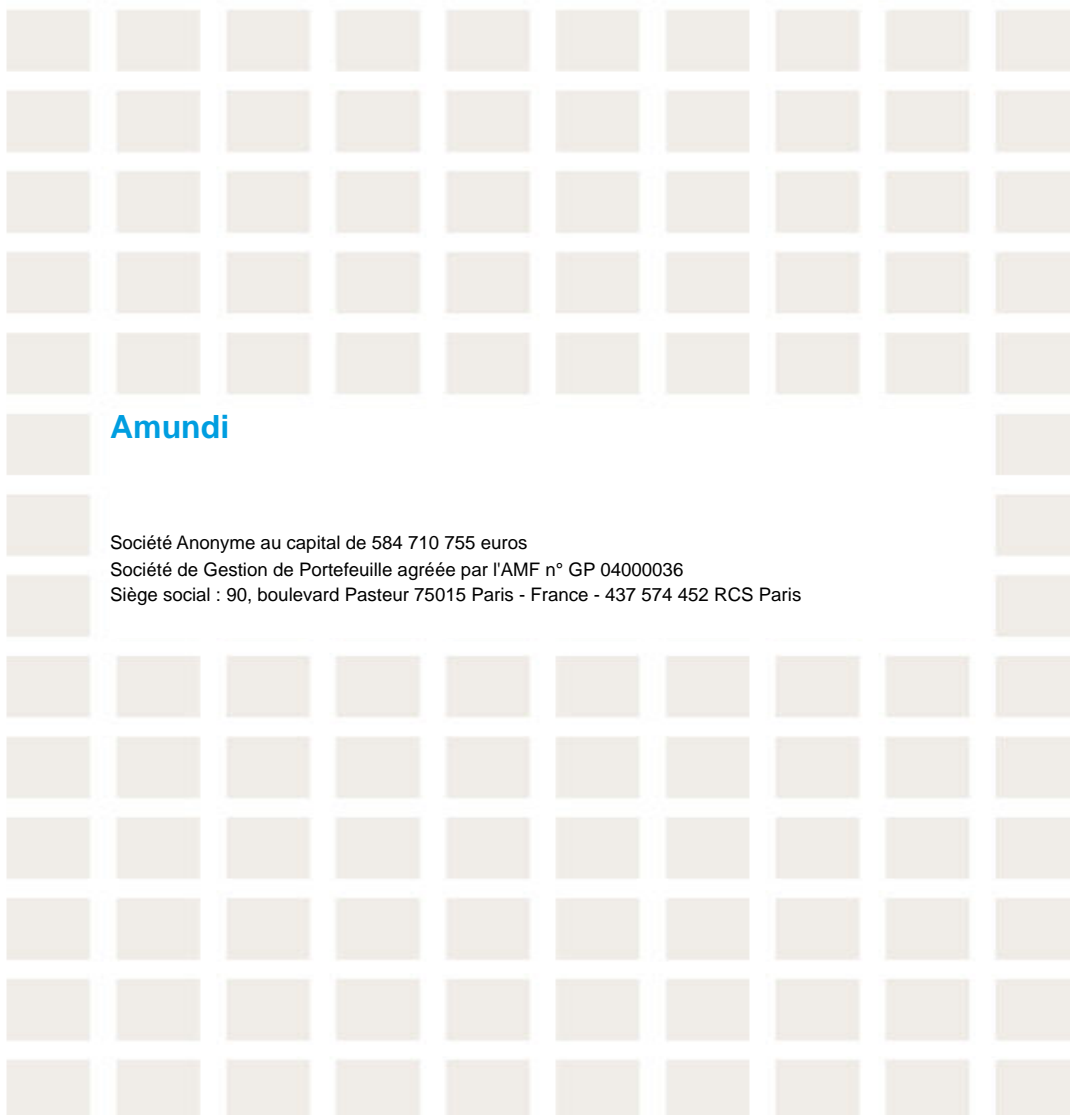 Amundi
Société Anonyme au capital de 584 710 755 euros
Société de Gestion de Portefeuille agréée par l'AMF n° GP 04000036
Siège social : 90, boulevard Pasteur 75015 Paris - France - 437 574 452 RCS Paris